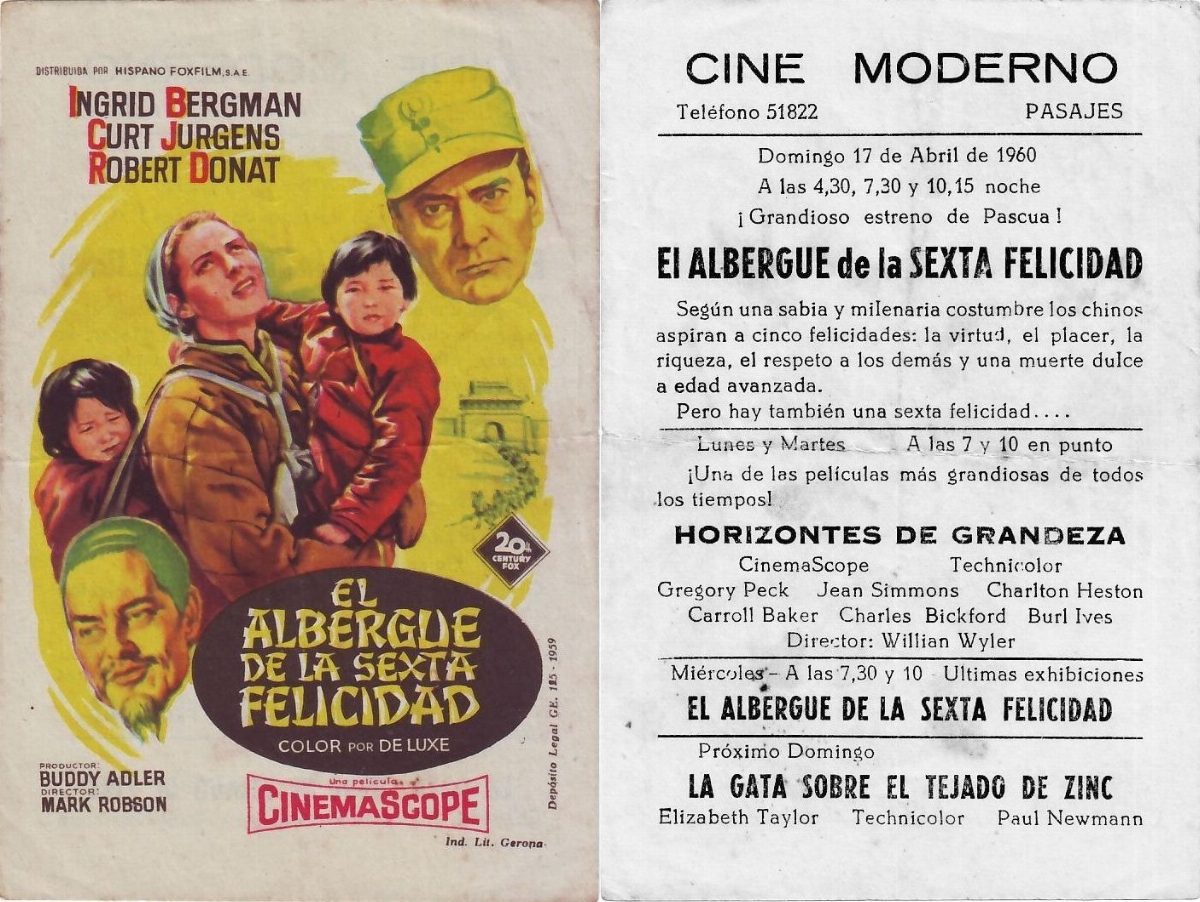 DISTRIBUIDA POR HISPANO FOXFILM, S.A.E.
INGRID BERGMAN
CURT JURGENS
ROBERT DONAT
20th
CENTURY
FOX
EL
ALBERGUE
DE LA SEXTA
FELICIDAD
COLOR POR DE LUXE
PRODUCTOR:
BUDDY ADLER
DIRECTOR:
MARK ROBSON
Una película
CINEMASCOPE
Depósito Legal GE. 115 - 1959
Ind. Lit. Gerona
CINE MODERNO
Teléfono 51822 PASAJES
Domingo 17 de Abril de 1960
A las 4,30, 7,30 y 10,15 noche
¡Grandioso estreno de Pascua!
El ALBERGUE de la SEXTA FELICIDAD
Según una sabia y milenaria costumbre los chinos
aspiran a cinco felicidades: la virtud, el placer, la
riqueza, el respeto a los demás y una muerte dulce
a edad avanzada.
Pero hay también una sexta felicidad....
Lunes y Martes A las 7 y 10 en punto
¡Una de las películas más grandiosas de todos
los tiempos!
HORIZONTES DE GRANDEZA
CinemaScope Technicolor
Gregory Peck Jean Simmons Charlton Heston
Carroll Baker Charles Bickford Burl Ives
Director: Willian Wyler
Miércoles - A las 7,30 y 10 Ultimas exhibiciones
EL ALBERGUE DE LA SEXTA FELICIDAD
Próximo Domingo
LA GATA SOBRE EL TEJADO DE ZINC
Elizabeth Taylor Technicolor Paul Newmann